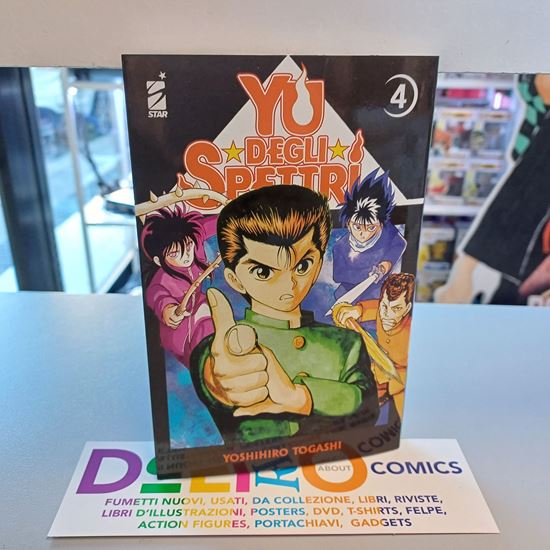 STAR
YU
DEGLI
SPETTRI
4
YOSHIHIRO TOGASHI
ABOUT
COMICS
FUMETTI NUOVI, USATI, DA COLLEZIONE, LIBRI, RIVISTE,
LIBRI D'ILLUSTRAZIONI, POSTERS, DVD, T-SHIRTS, FELPE,
ACTION FIGURES, PORTACHIAVI, GADGETS